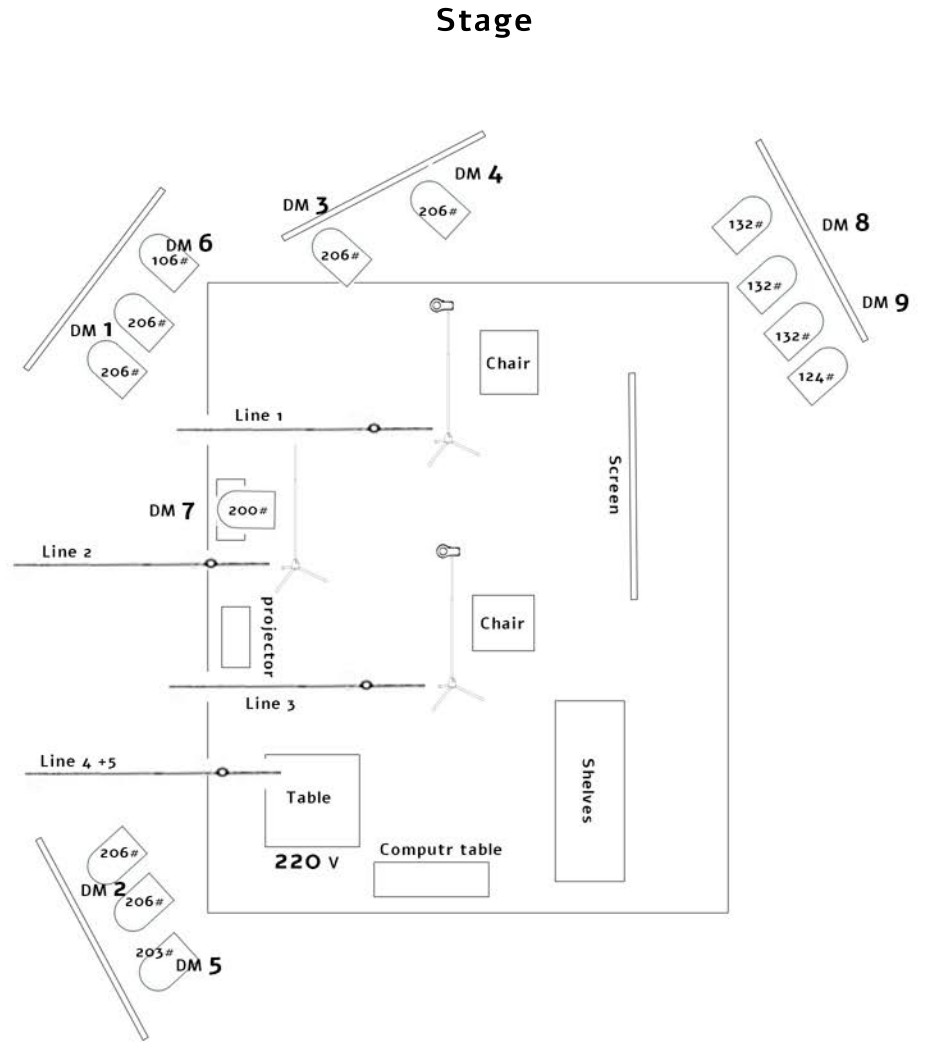 Stage
DM 4
DM 3
206#
206#
DM 6
106#
132#
DM 8
132#
DM 9
DM 1
206#
206#
132#
124#
Chair
Line 1
Screen
DM 7
200#
Line 2
projector
Chair
Line 3
Line 4 +5
Table
Shelves
220 V
Computr table
206#
DM 2
206#
203#
DM 5